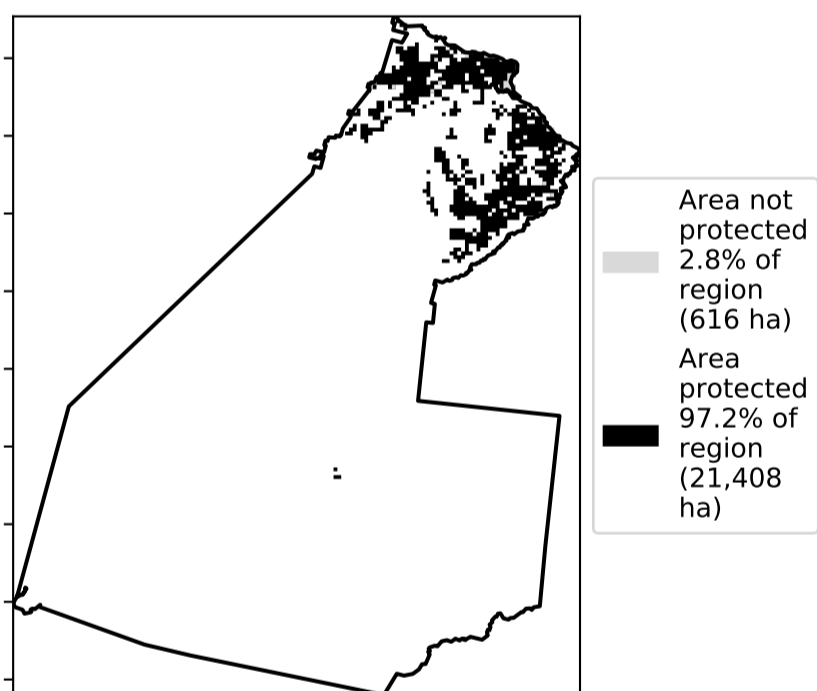 Area not
protected
2.8% of
region
(616 ha)
Area
protected
97.2% of
region
(21,408
ha)